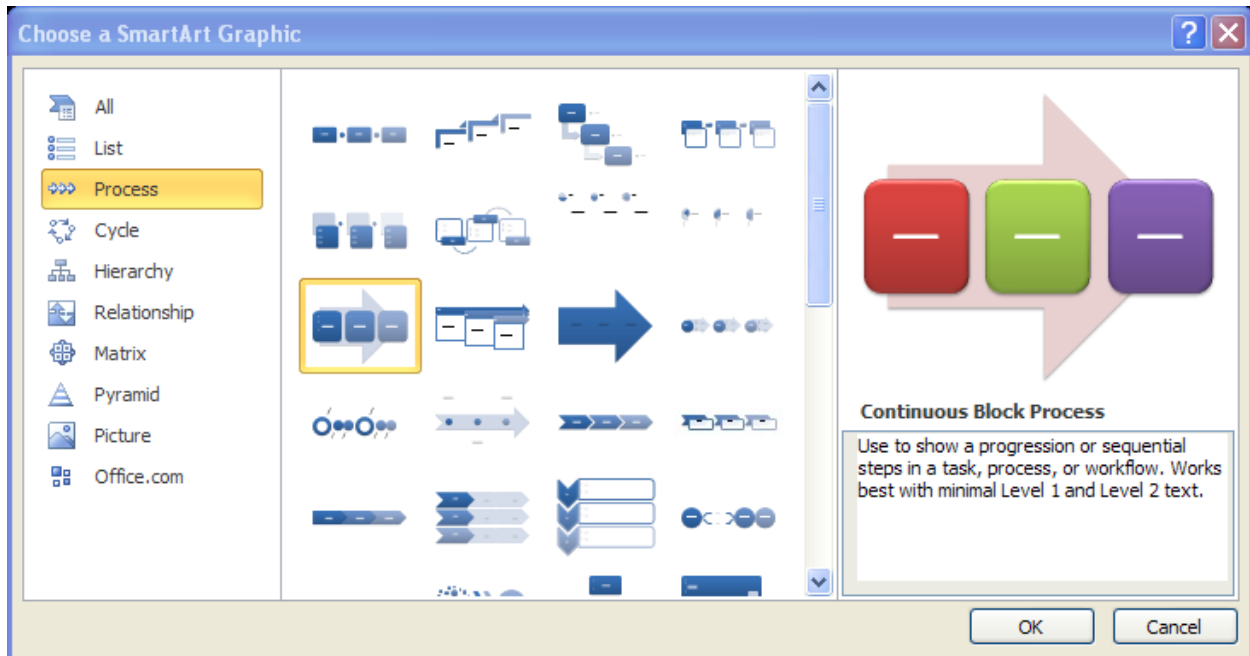 Choose a SmartArt Graphic
All
List
Process
Cycle
Hierarchy
Relationship
Matrix
Pyramid
Picture
Office.com
Continuous Block Process
Use to show a progression or sequential
steps in a task, process, or workflow. Works
best with minimal Level 1 and Level 2 text.
OK
Cancel